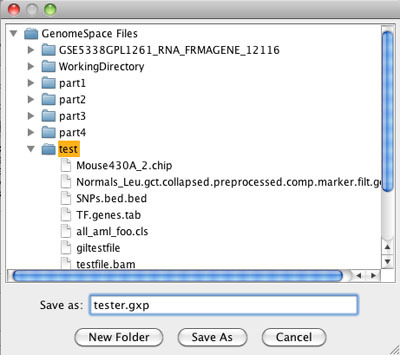 GenomeSpace Files
GSE5338GPL1261_RNA_FRMAGENE_12116
WorkingDirectory
part1
part2
part3
part4
test
Mouse430A_2.chip
Normals_Leu.gct.collapsed.preprocessed.comp.marker.filt.ge
SNPs.bed.bed
TF.genes.tab
all_aml_foo.cls
giltestfile
testfile.bam
Save as: tester.gxp
New Folder Save As Cancel